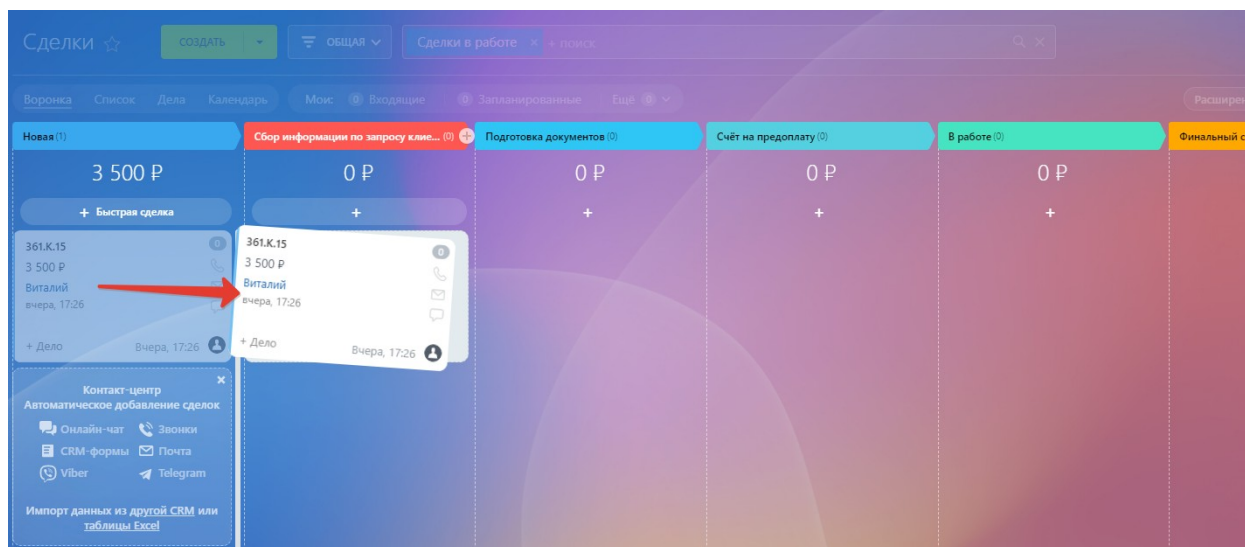 Сделки
СОЗДАТЬ
ОБЩАЯ
Сделки в работе × + поиск
Воронка Список Дела Календарь Мои: 0 Входящие 0 Запланированные Ещё 0
Расширен
Новая (1)
Сбор информации по запросу клие... (0)
Подготовка документов (0)
Счёт на предоплату (0)
В работе (0)
Финальный с
3 500 ₽
0 ₽
0 ₽
0 ₽
0 ₽
+ Быстрая сделка
+
+
+
+
361.К.15
0
3 500 ₽
Виталий
вчера, 17:26
+ Дело
Вчера, 17:26
361.К.15
0
3 500 ₽
Виталий
вчера, 17:26
+ Дело
Вчера, 17:26
Контакт-центр
Автоматическое добавление сделок
Онлайн-чат Звонки
CRM-формы Почта
Viber Telegram
Импорт данных из другой CRM или
таблицы Excel